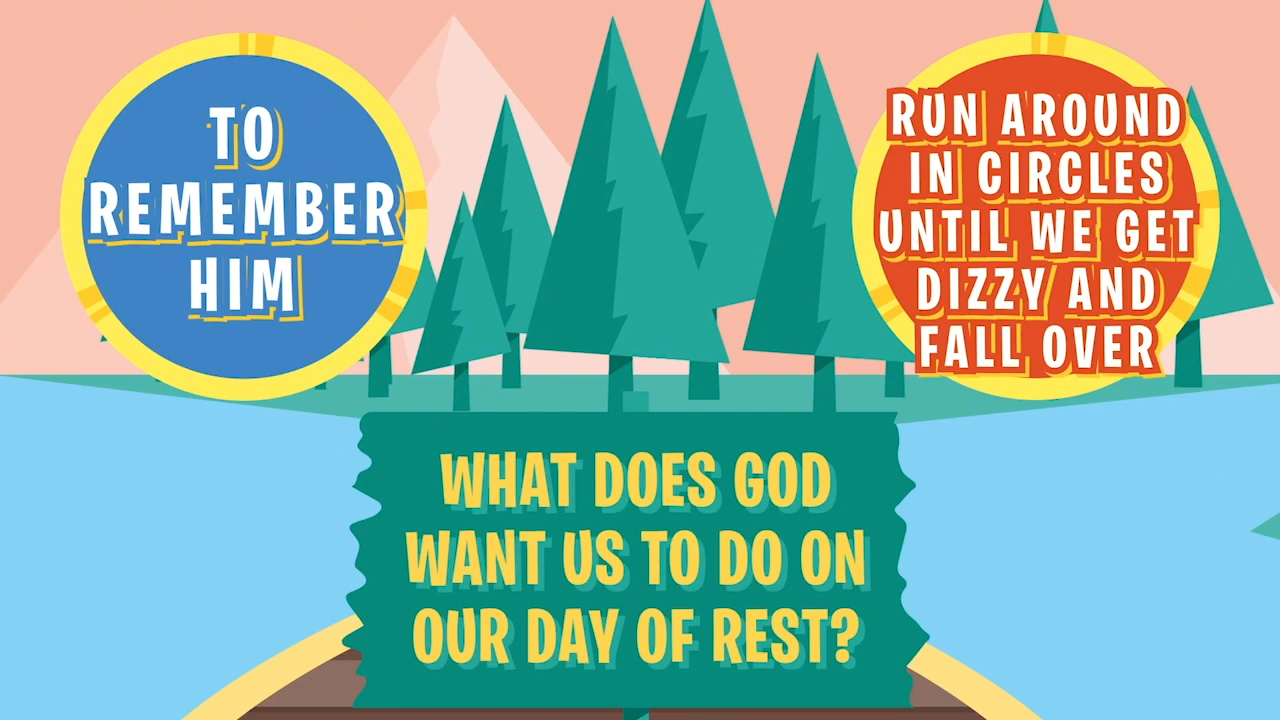 TO
REMEMBER
HIM
RUN AROUND
IN CIRCLES
UNTIL WE GET
DIZZY AND
FALL OVER
WHAT DOES GOD
WANT US TO DO ON
OUR DAY OF REST?